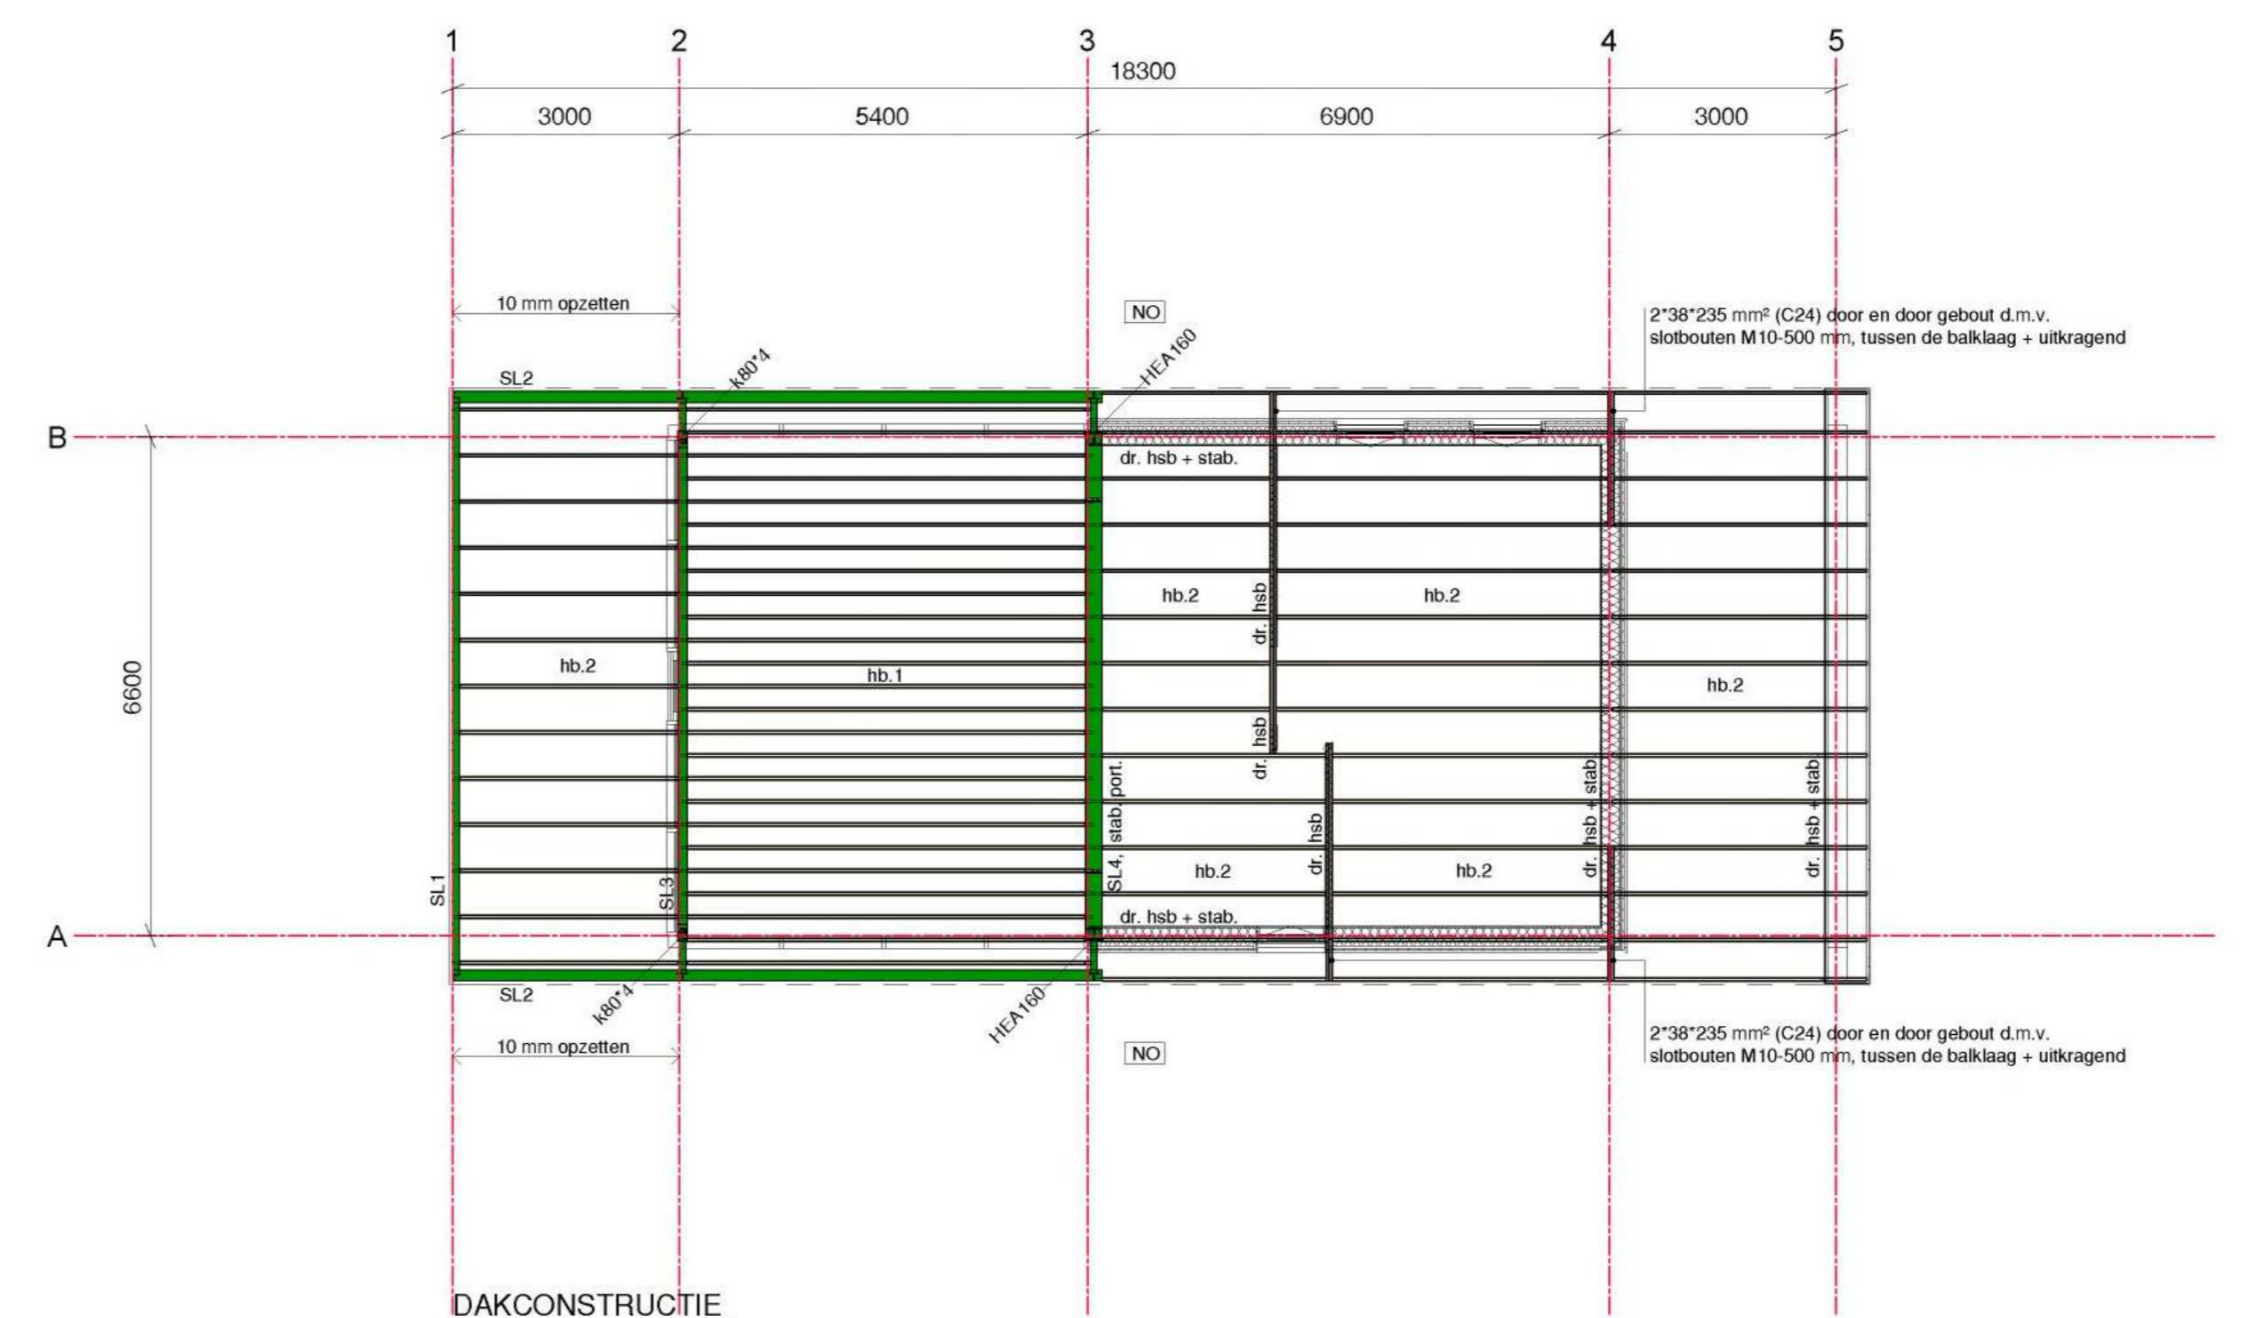 1 2 3 4 5
18300
3000 5400 6900 3000
10 mm opzetten
NO
2*38*235 mm² (C24) door en door gebout d.m.v.
slotbouten M10-500 mm, tussen de balklaag + uitkragend
k80*4
HEA160
SL2
B
dr. hsb + stab.
hb.2
dr. hsb
hb.2
6600
hb.2
hb.1
hb.2
dr. hsb
SL4, stab. port.
dr. hsb + stab.
dr. hsb + stab.
dr. hsb
hb.2
hb.2
SL1
SL3
dr. hsb + stab.
A
SL2
k80*4
HEA160
10 mm opzetten
NO
2*38*235 mm² (C24) door en door gebout d.m.v.
slotbouten M10-500 mm, tussen de balklaag + uitkragend
DAKCONSTRUCTIE